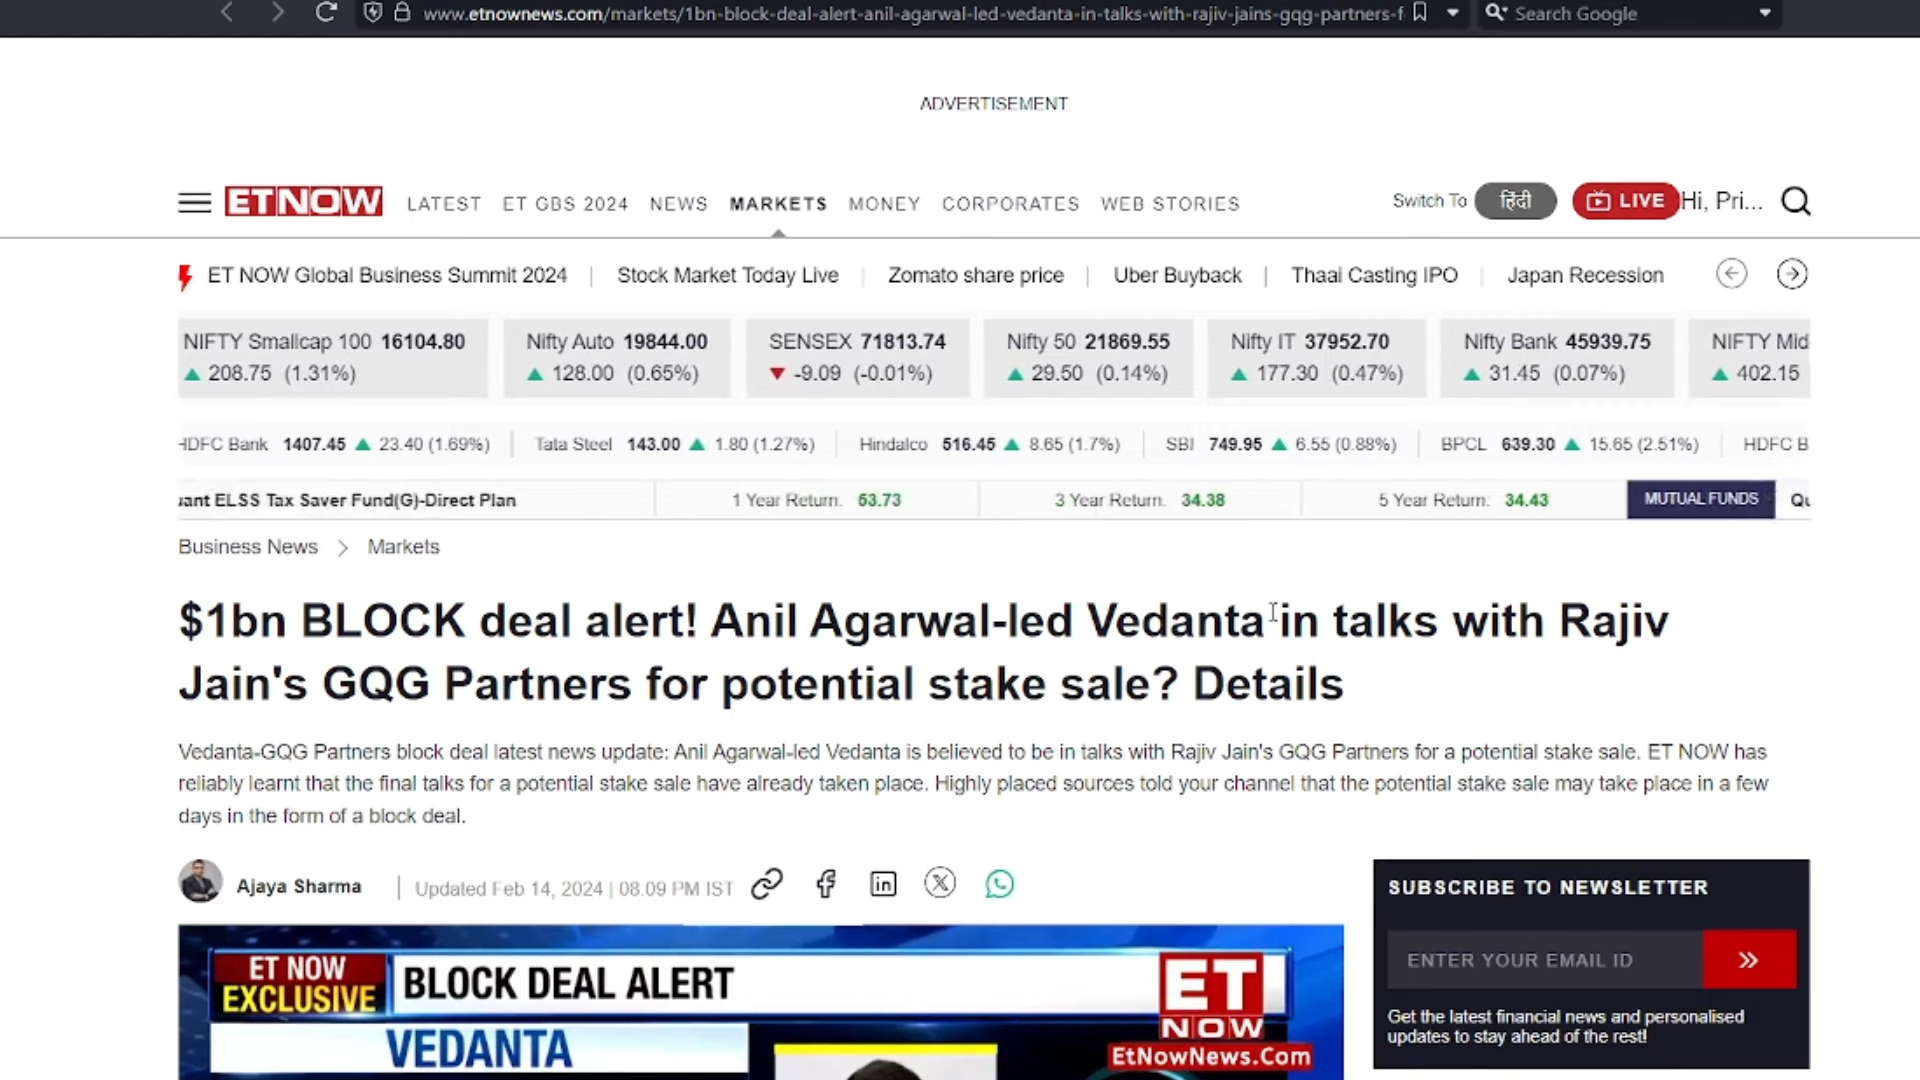 www.etnownews.com/markets/1bn-block-deal-alert-anil-agarwal-led-vedanta-in-talks-with-rajiv-jains-gqg-partners-f
Search Google
ADVERTISEMENT
ETNOW LATEST ET GBS 2024 NEWS MARKETS MONEY CORPORATES WEB STORIES Switch To हिंदी LIVE Hi, Pri...
ET NOW Global Business Summit 2024 | Stock Market Today Live | Zomato share price | Uber Buyback | Thaai Casting IPO | Japan Recession
NIFTY Smallcap 100 16104.80 Nifty Auto 19844.00 SENSEX 71813.74 Nifty 50 21869.55 Nifty IT 37952.70 Nifty Bank 45939.75 NIFTY Mid
▲ 208.75 (1.31%) ▲ 128.00 (0.65%) ▼ -9.09 (-0.01%) ▲ 29.50 (0.14%) ▲ 177.30 (0.47%) ▲ 31.45 (0.07%) ▲ 402.15
HDFC Bank 1407.45 ▲ 23.40 (1.69%) | Tata Steel 143.00 ▲ 1.80 (1.27%) | Hindalco 516.45 ▲ 8.65 (1.7%) | SBI 749.95 ▲ 6.55 (0.88%) | BPCL 639.30 ▲ 15.65 (2.51%) | HDFC B
uant ELSS Tax Saver Fund(G)-Direct Plan 1 Year Return. 53.73 3 Year Return. 34.38 5 Year Return: 34.43 MUTUAL FUNDS Qu
Business News > Markets
$1bn BLOCK deal alert! Anil Agarwal-led Vedanta in talks with Rajiv
Jain's GQG Partners for potential stake sale? Details
Vedanta-GQG Partners block deal latest news update: Anil Agarwal-led Vedanta is believed to be in talks with Rajiv Jain's GQG Partners for a potential stake sale. ET NOW has
reliably learnt that the final talks for a potential stake sale have already taken place. Highly placed sources told your channel that the potential stake sale may take place in a few
days in the form of a block deal.
Ajaya Sharma | Updated Feb 14, 2024 | 08.09 PM IST
SUBSCRIBE TO NEWSLETTER
ENTER YOUR EMAIL ID
Get the latest financial news and personalised
updates to stay ahead of the rest!
ET NOW
EXCLUSIVE
BLOCK DEAL ALERT
VEDANTA
ET
NOW
EtNowNews.Com